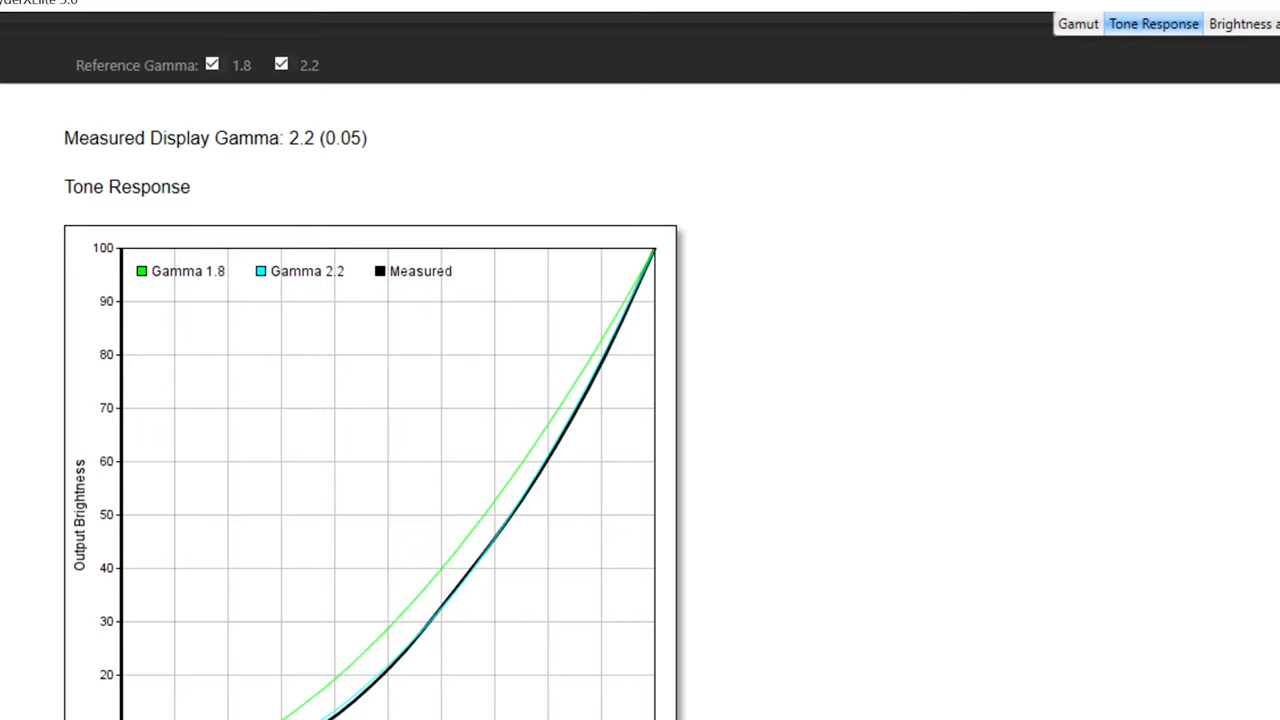 Gamut Tone Response Brightness
Reference Gamma: 1.8 2.2
Measured Display Gamma: 2.2 (0.05)
Tone Response
100
Gamma 1.8 Gamma 2.2 Measured
90
80
70
60
50
40
30
20
Output Brightness